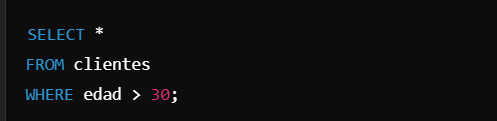 SELECT *
FROM clientes
WHERE edad > 30;